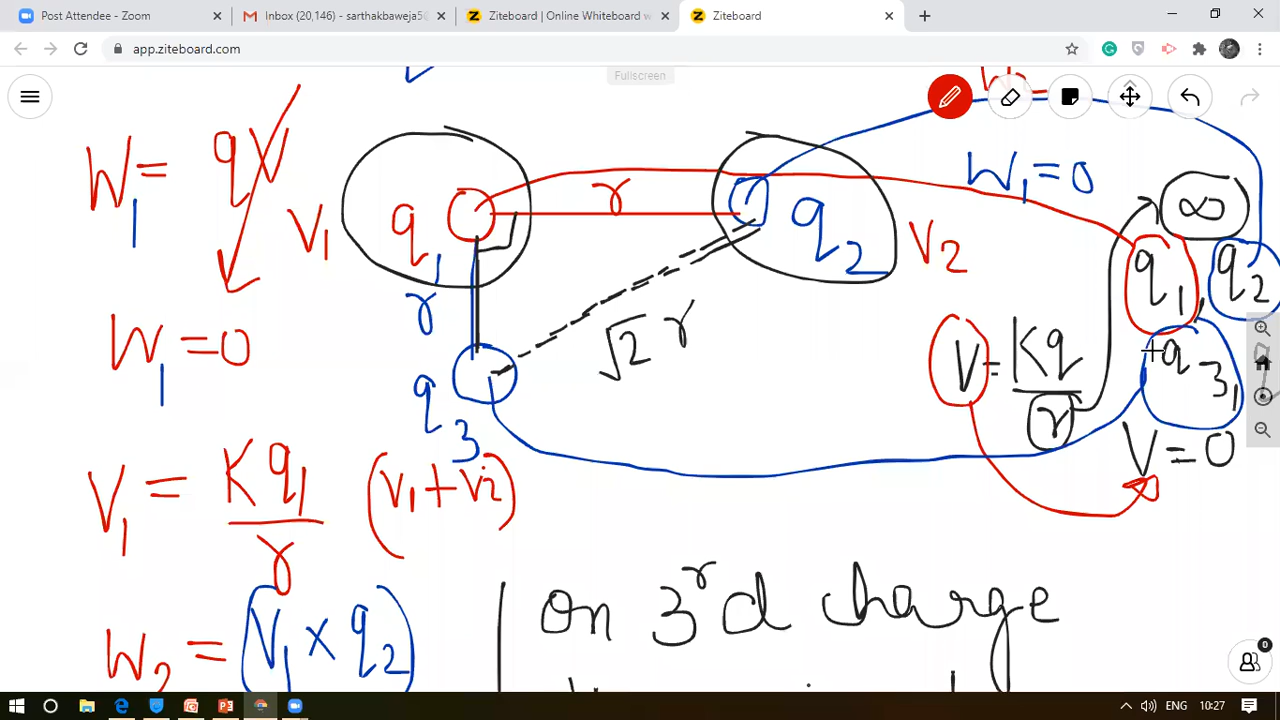 Post Attendee - Zoom
Inbox (20,146) - sarthakbaweja5
Ziteboard | Online Whiteboard w
Ziteboard
app.ziteboard.com
Fullscreen
W1 = qV
V1
q1
r
q2
V2
W1 = 0
∞
q1, q2
+q3,
r
√2 r
q3
W1 = 0
V = Kq/r
V = 0
V1 = Kq1/r
(V1 + V2)
W2 = (V1 × q2)
On 3rd charge
0
ENG
10:27